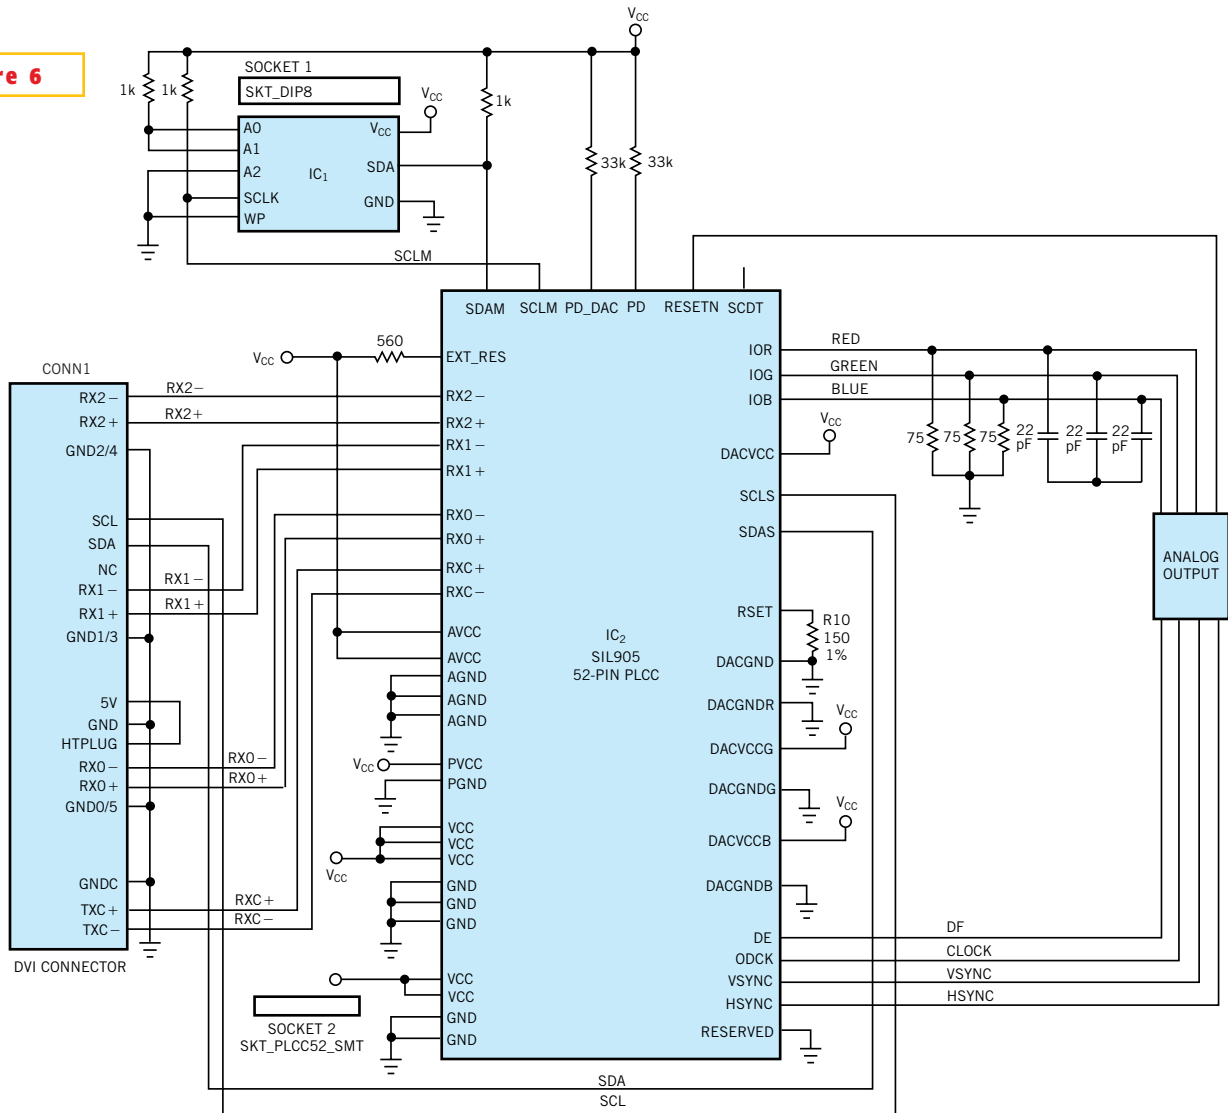 re 6
VCC
1k
1k
SOCKET 1
SKT_DIP8
VCC
1k
33k
33k
A0
A1
A2
SCLK
WP
IC1
VCC
SDA
GND
SCLM
SDAM
SCLM
PD_DAC
PD
RESETN
SCDT
VCC
560
EXT_RES
CONN1
RX2−
RX2+
GND2/4
SCL
SDA
NC
RX1−
RX1+
GND1/3
5V
GND
HTPLUG
RX0−
RX0+
GND0/5
GNDC
TXC+
TXC−
DVI CONNECTOR
RX2−
RX2+
RX1−
RX1+
RX0−
RX0+
RXC+
RXC−
RX2−
RX2+
RX1−
RX1+
RX0−
RX0+
RXC+
RXC−
AVCC
AVCC
AGND
AGND
AGND
VCC
PVCC
PGND
VCC
VCC
VCC
VCC
GND
GND
GND
VCC
VCC
GND
GND
SOCKET 2
SKT_PLCC52_SMT
IC2
SIL905
52-PIN PLCC
IOR
IOG
IOB
DACVCC
SCLS
SDAS
RSET
DACGND
DACGNDR
DACVCCG
DACGNDG
DACVCCB
DACGNDB
DE
ODCK
VSYNC
HSYNC
RESERVED
RED
GREEN
BLUE
VCC
75
75
75
22
pF
22
pF
22
pF
ANALOG
OUTPUT
R10
150
1%
VCC
VCC
DF
CLOCK
VSYNC
HSYNC
SDA
SCL